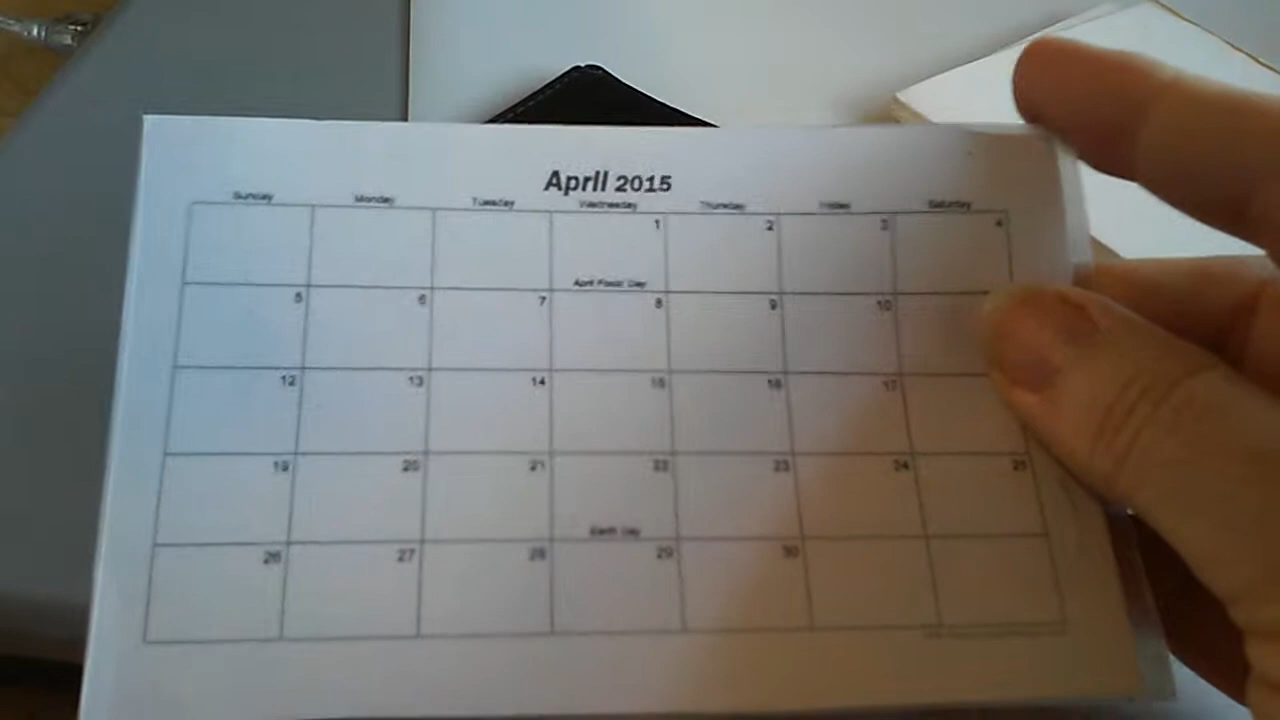 April 2015
Sunday Monday Tuesday Wednesday Thursday Friday Saturday
1 2 3 4
April Fools' Day
5 6 7 8 9 10
12 13 14 15 16 17
19 20 21 22 23 24 25
Earth Day
26 27 28 29 30